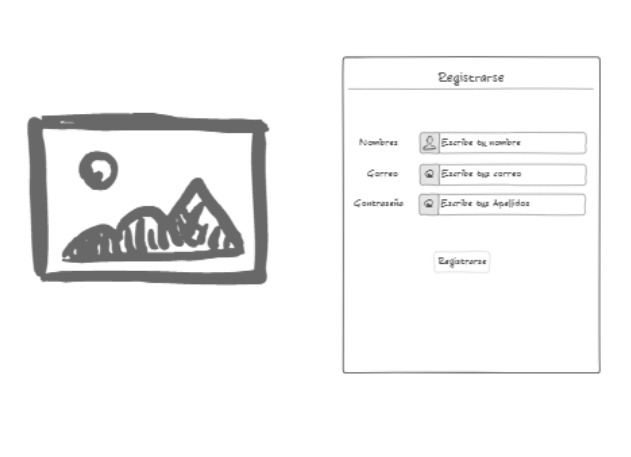 Registrarse
Nombres Escribe tu nombre
Correo Escribe tus correo
Contraseña Escribe tus Apellidos
Registrarse